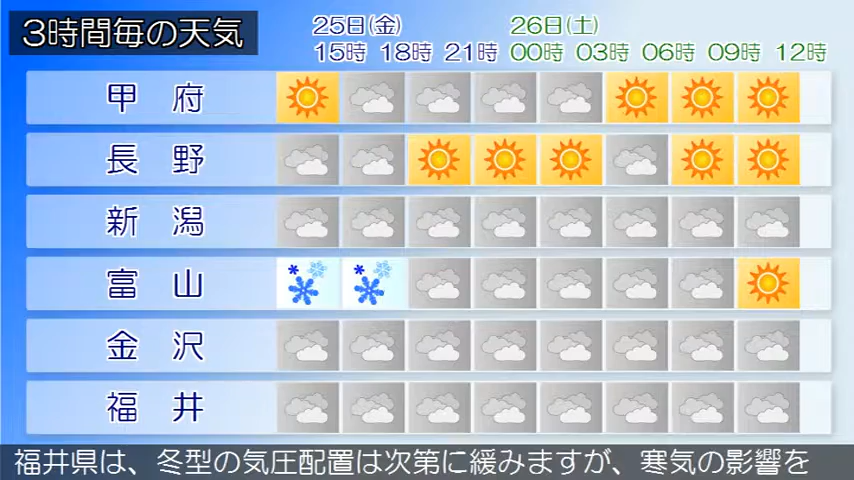 3時間毎の天気
25日(金) 26日(土)
15時 18時 21時 00時 03時 06時 09時 12時
甲 府
長 野
新 潟
富 山
金 沢
福 井
福井県は、冬型の気圧配置は次第に緩みますが、寒気の影響を